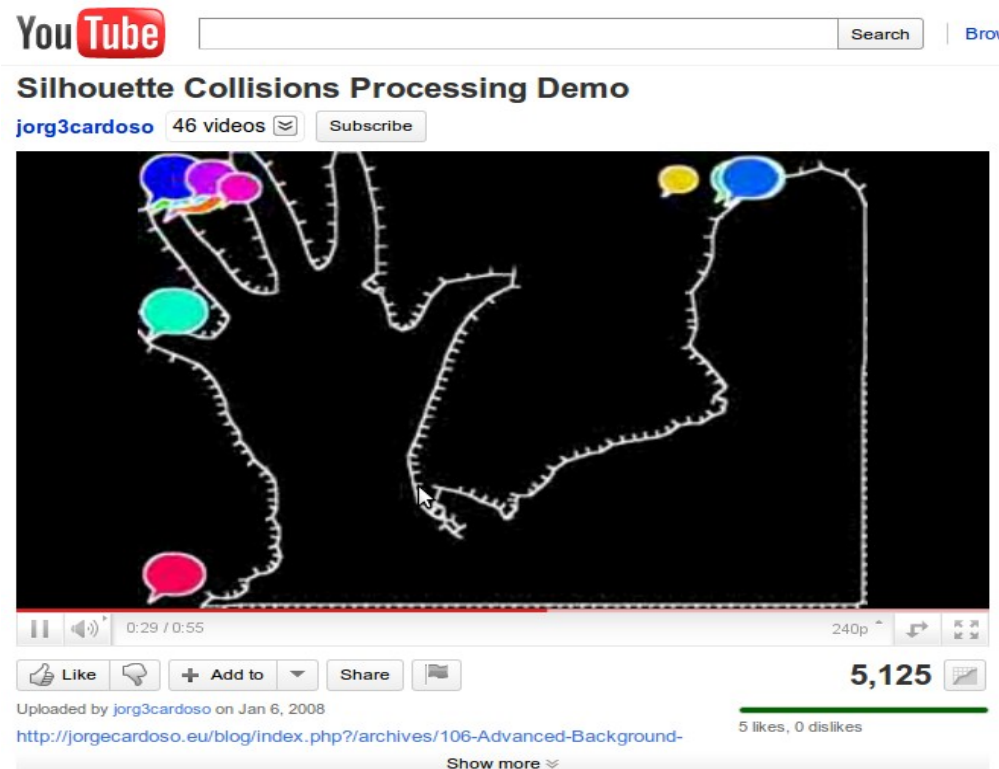 YouTube Search Brow
Silhouette Collisions Processing Demo
jorg3cardoso 46 videos Subscribe
0:29 / 0:55 240p
Like Add to Share 5,125
Uploaded by jorg3cardoso on Jan 6, 2008
5 likes, 0 dislikes
http://jorgecardoso.eu/blog/index.php?/archives/106-Advanced-Background-
Show more